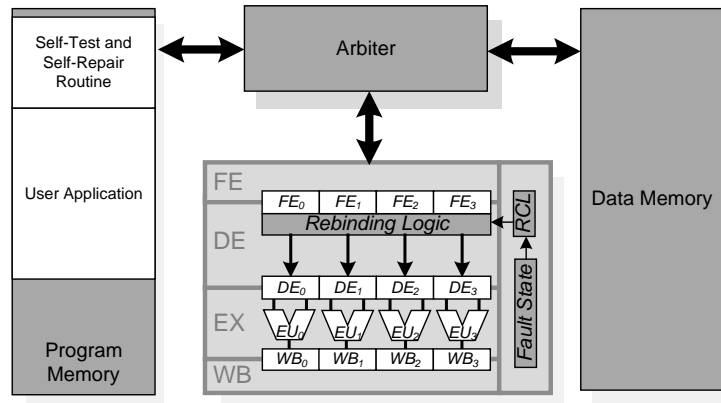 Self-Test and
Self-Repair
Routine
User Application
Program
Memory
Arbiter
Data Memory
FE
FE0 FE1 FE2 FE3
Rebinding Logic
DE
DE0 DE1 DE2 DE3
EX
EU0 EU1 EU2 EU3
WB0 WB1 WB2 WB3
WB
RCL
Fault State